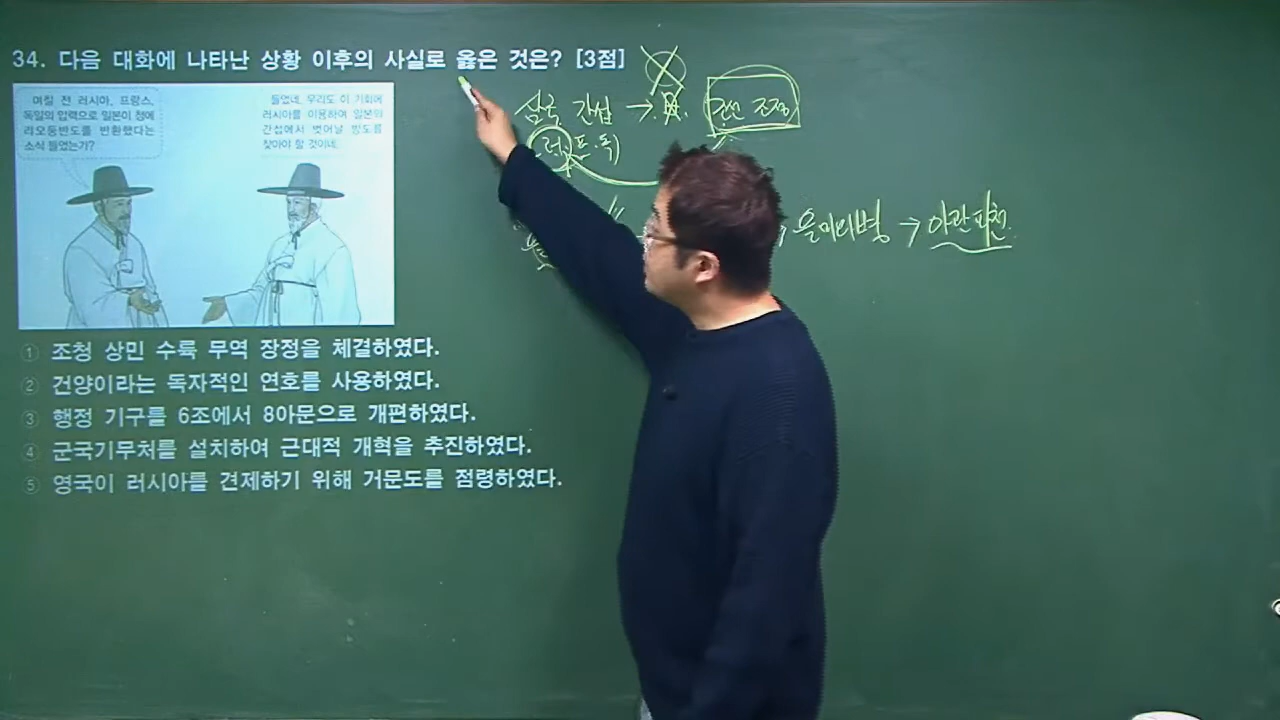 34. 다음 대화에 나타난 상황 이후의 사실로 옳은 것은? [3점]
며칠 전 러시아, 프랑스,
독일의 압력으로 일본이 청에
랴오둥반도를 반환했다는
소식 들었는가?
들었네. 우리도 이 기회에
러시아를 이용하여 일본의
간섭에서 벗어날 방도를
찾아야 할 것이네.
삼국 간섭 → 日. 조선 조정
러.프.독)
을미의병 → 아관파천.
① 조청 상민 수륙 무역 장정을 체결하였다.
② 건양이라는 독자적인 연호를 사용하였다.
③ 행정 기구를 6조에서 8아문으로 개편하였다.
④ 군국기무처를 설치하여 근대적 개혁을 추진하였다.
⑤ 영국이 러시아를 견제하기 위해 거문도를 점령하였다.